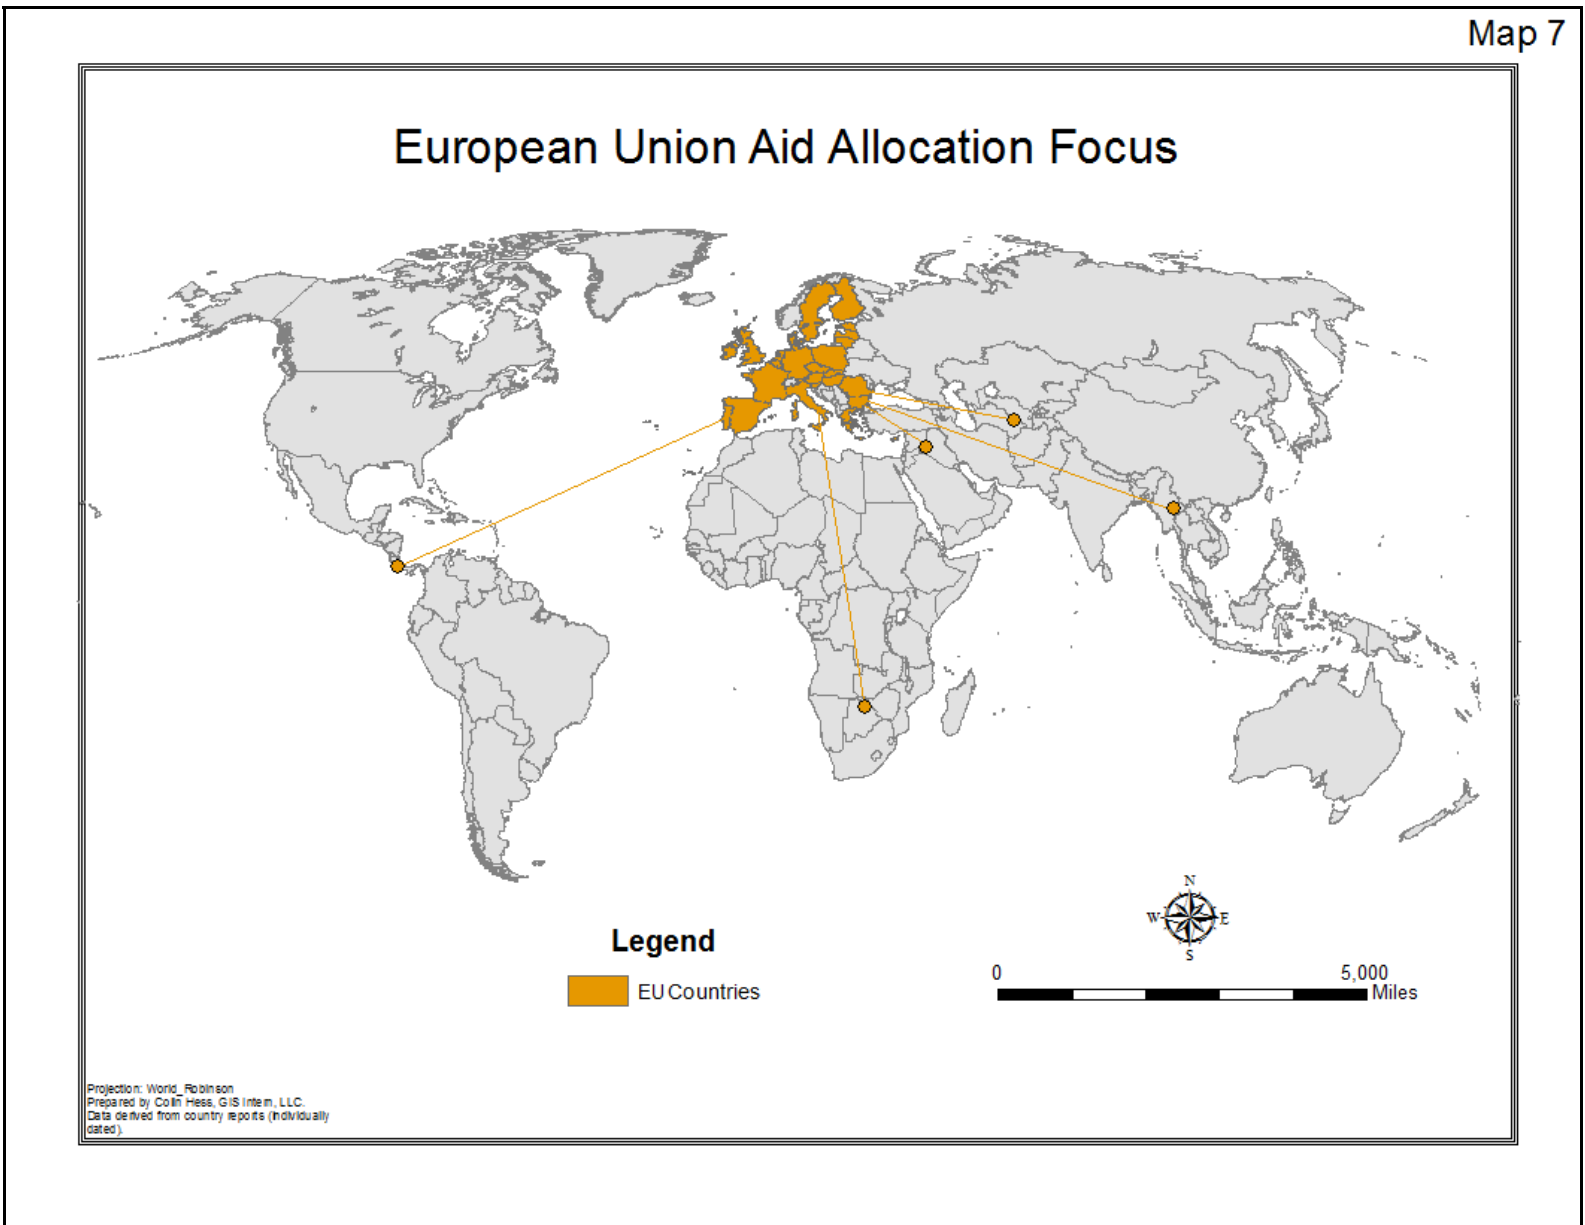 Map 7
European Union Aid Allocation Focus
N
W E
S
Legend
EU Countries
0 5,000
Miles
Projection: World_Robinson
Prepared by Colin Hess, GIS Intern, LLC.
Data derived from country reports (individually
dated).